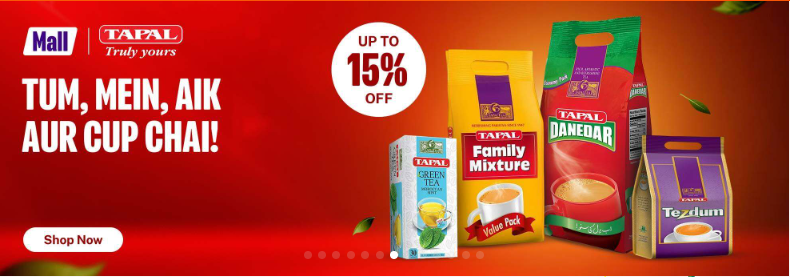 Mall
TAPAL
Truly yours
TUM, MEIN, AIK
AUR CUP CHAI!
Shop Now
UP TO
15%
OFF
TAPAL
GREEN
TEA
TAPAL
Family
Mixture
Value Pack
TAPAL
DANEDAR
TAPAL
Tezdum